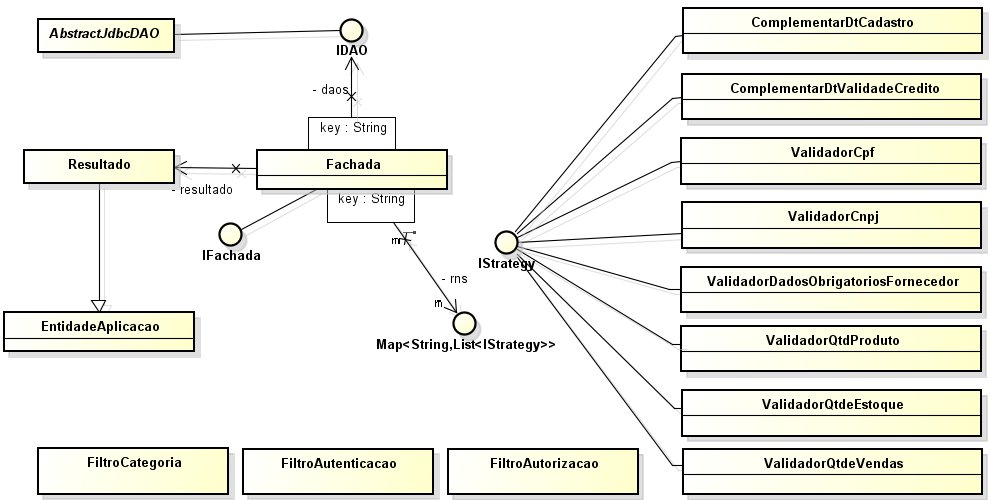 ComplementarDtCadastro
AbstractJdbcDAO
IDAO
- daos
ComplementarDtValidadeCredito
key : String
ValidadorCpf
Resultado
Fachada
- resultado
key : String
ValidadorCnpj
IFachada
IStrategy
- rns
ValidadorDadosObrigatoriosFornecedor
EntidadeAplicacao
Map<String,List<IStrategy>>
ValidadorQtdProduto
ValidadorQtdeEstoque
FiltroCategoria
FiltroAutenticacao
FiltroAutorizacao
ValidadorQtdeVendas